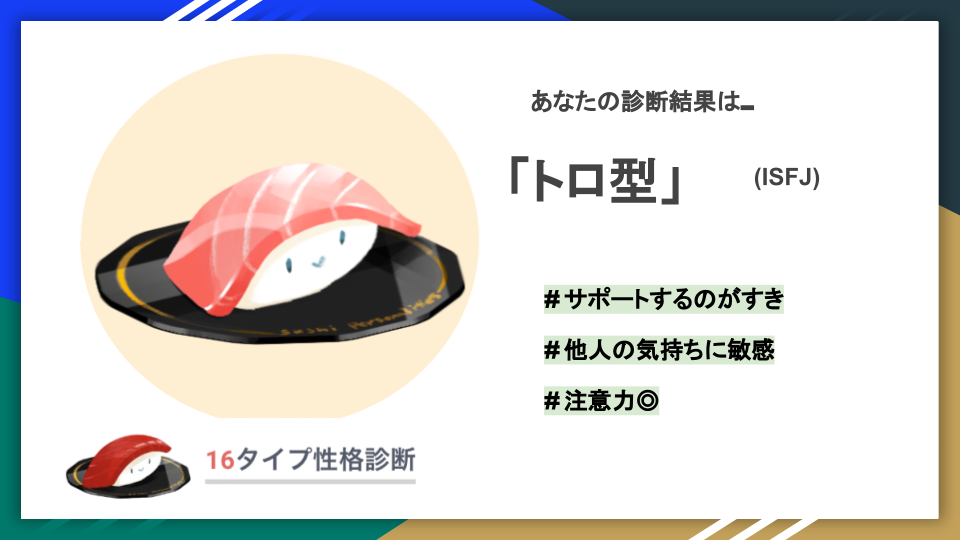 あなたの診断結果は…
「トロ型」 (ISFJ)
#サポートするのがすき
#他人の気持ちに敏感
#注意力◎
Sushi Personalities
16タイプ性格診断